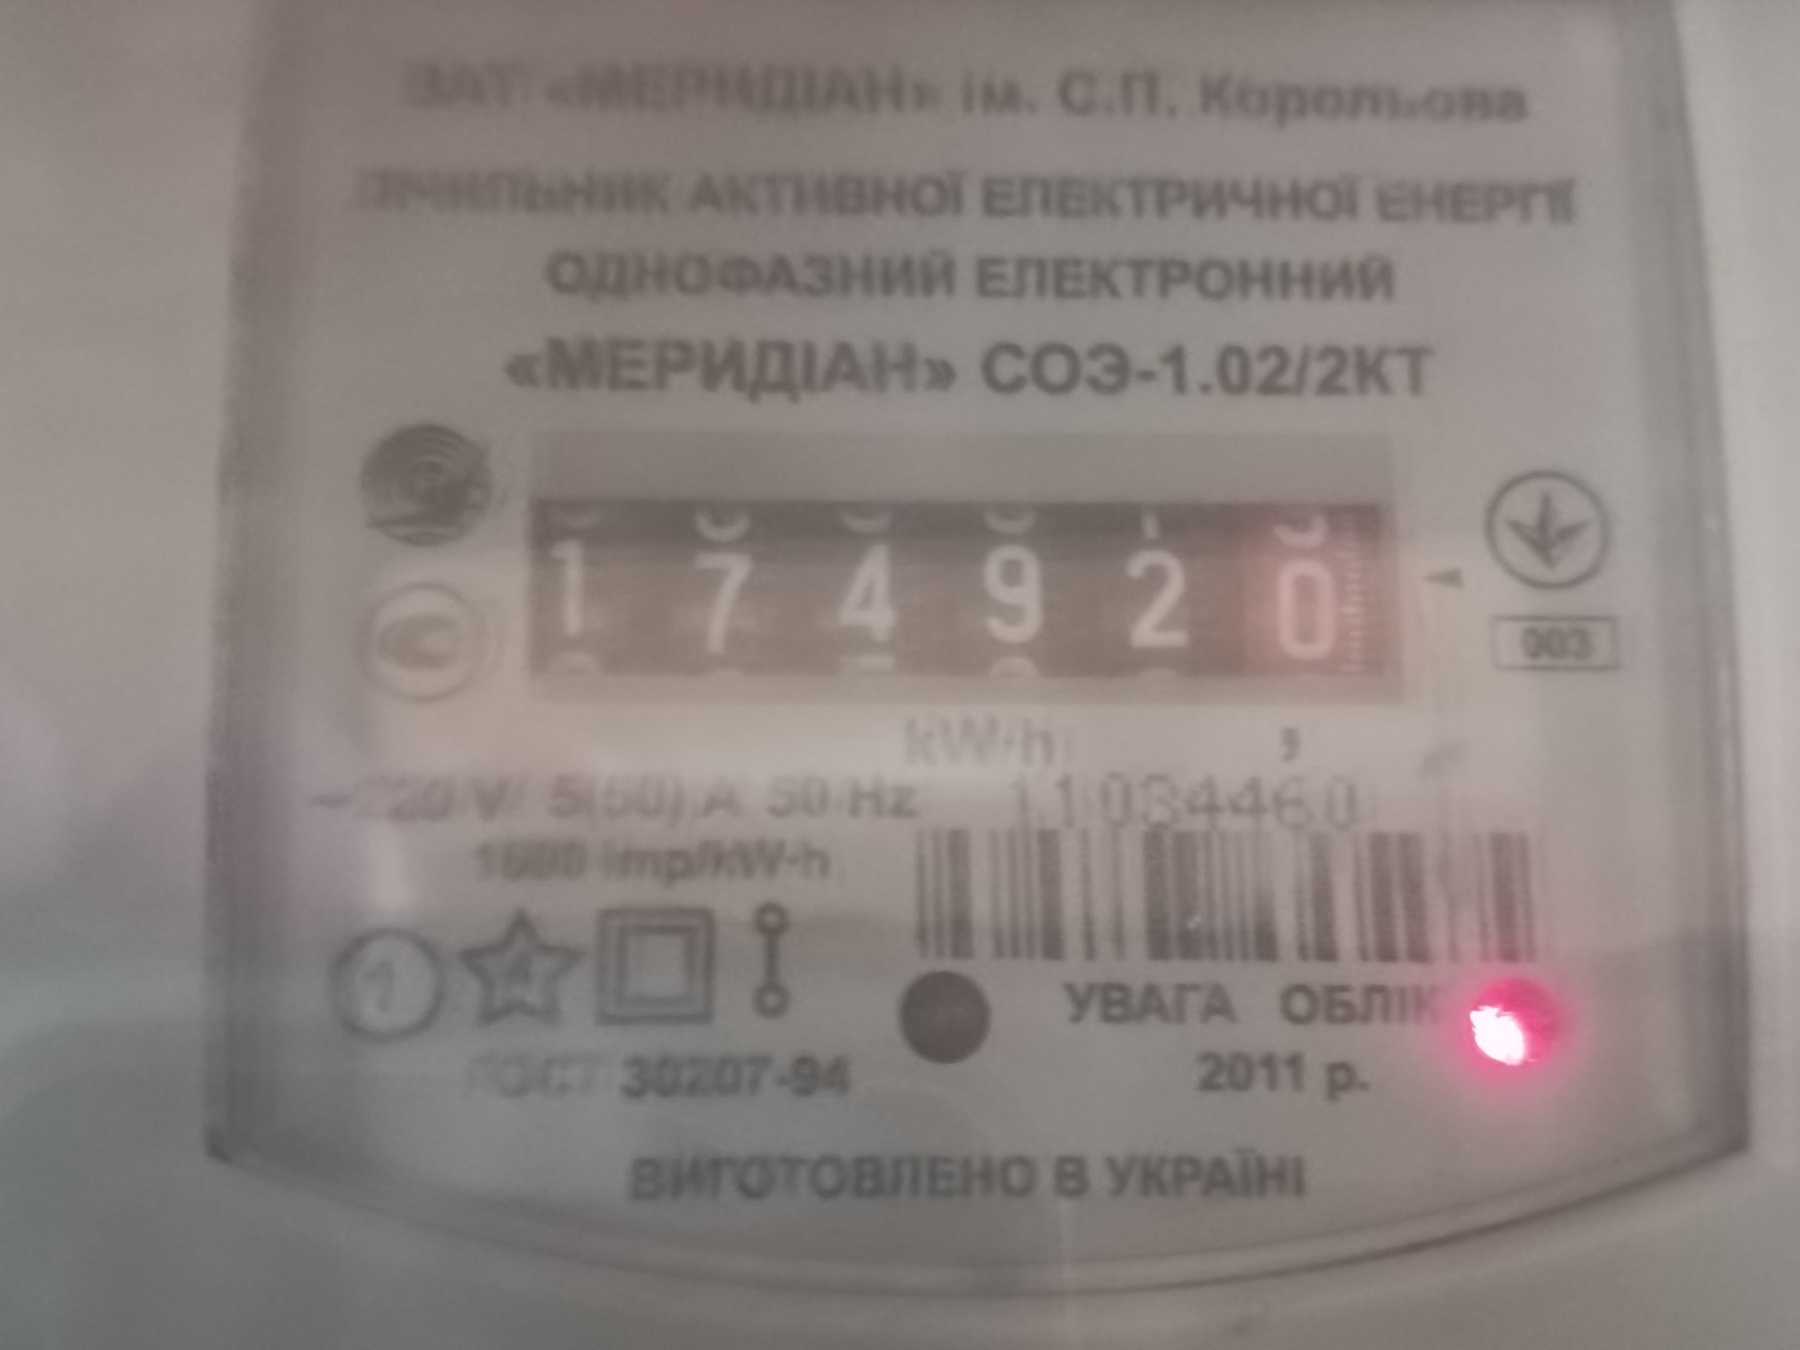 ЗАТ «МЕРИДІАН» ім. С.П. Корольова
ЛІЧИЛЬНИК АКТИВНОЇ ЕЛЕКТРИЧНОЇ ЕНЕРГІЇ
ОДНОФАЗНИЙ ЕЛЕКТРОННИЙ
«МЕРИДІАН» СОЭ-1.02/2КТ
1 7 4 9 2 0
003
kW·h ,
~220 V 5(50) A 50 Hz 11034460
imp/kW·h
УВАГА ОБЛІК
ГОСТ 30207-94 2011 р.
ВИГОТОВЛЕНО В УКРАЇНІ